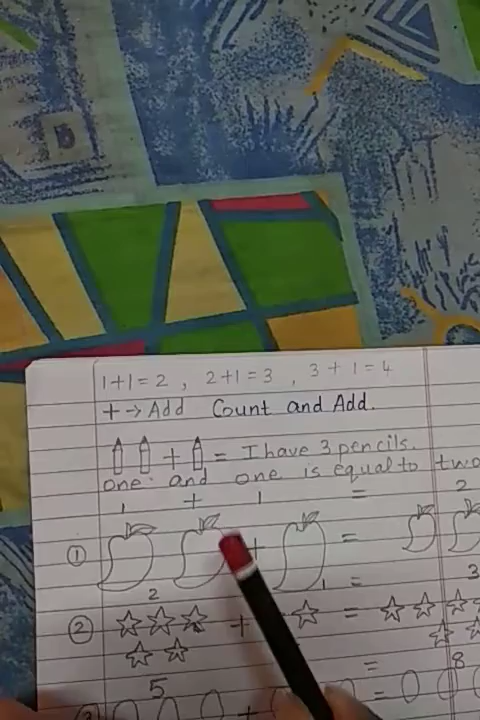 1+1=2 , 2+1=3 , 3+1=4
+→Add Count and Add.
+ = I have 3 pencils.
one and one is equal to two
1 + 1 = 2
① + =
2 1 = 3
② + =
5 = 8
+ =